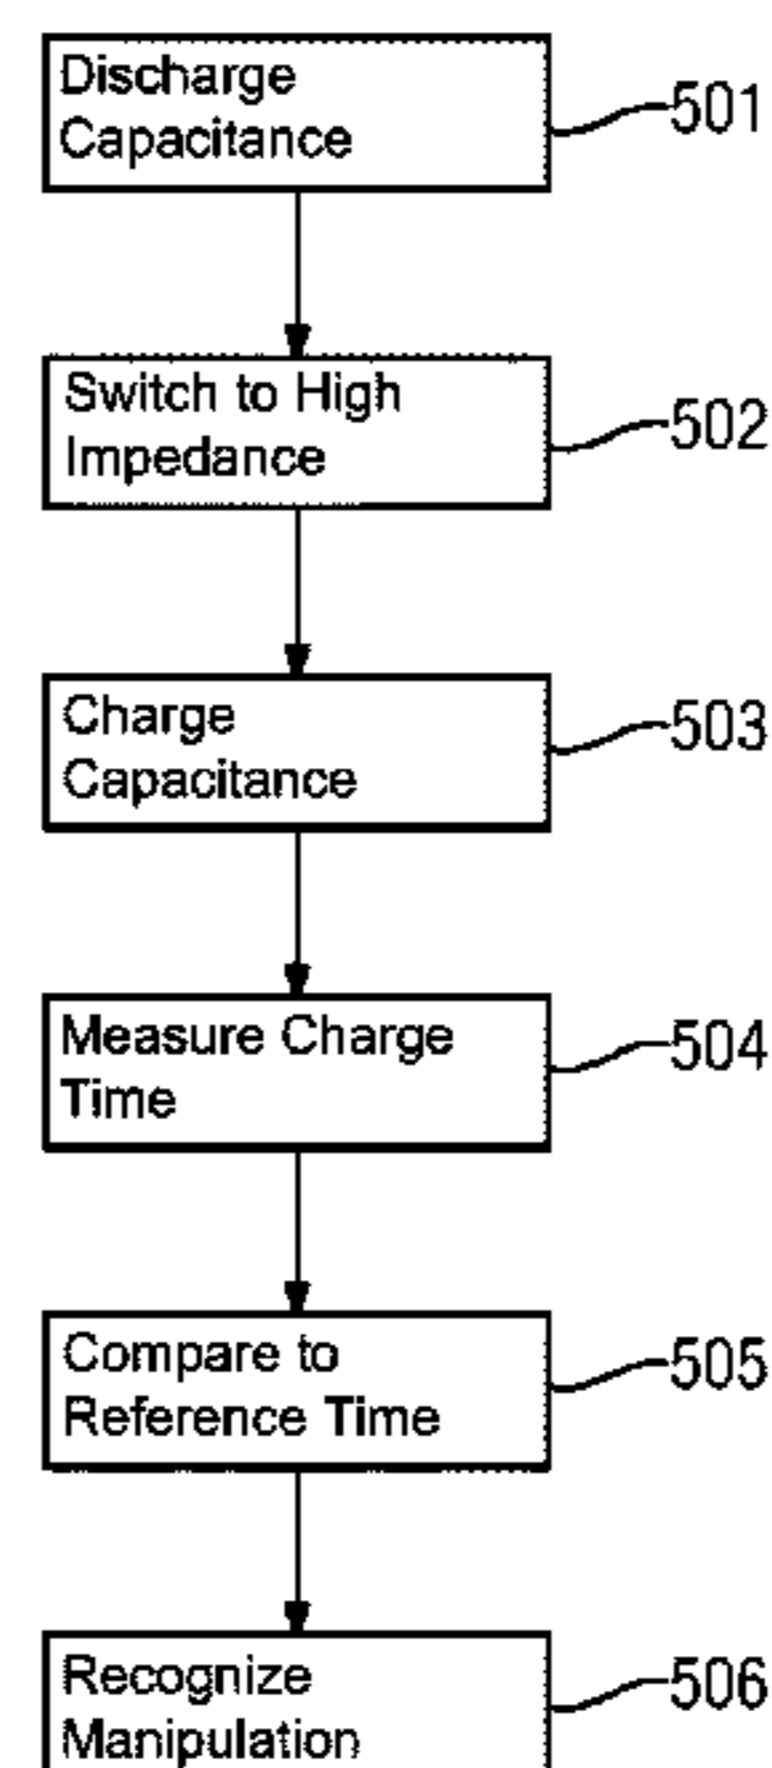 Discharge
Capacitance
501
Switch to High
Impedance
502
Charge
Capacitance
503
Measure Charge
Time
504
Compare to
Reference Time
505
Recognize
Manipulation
506